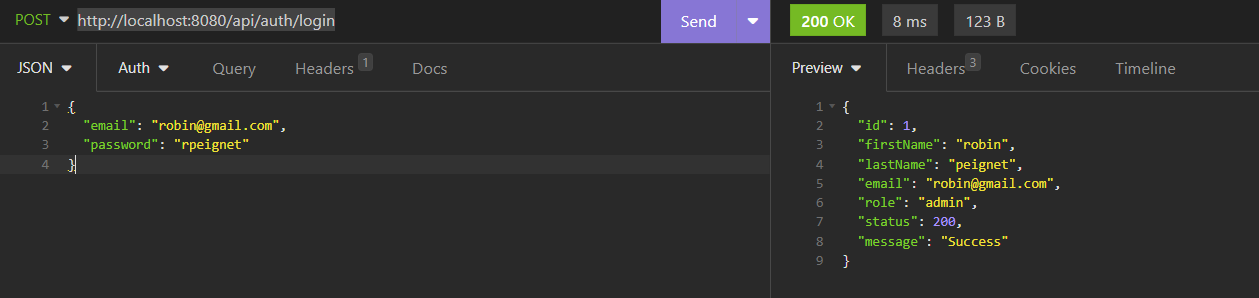 POST http://localhost:8080/api/auth/login Send 200 OK 8 ms 123 B
JSON Auth Query Headers 1 Docs Preview Headers 3 Cookies Timeline
1 {
2 "email": "robin@gmail.com",
3 "password": "rpeignet"
4 }
1 {
2 "id": 1,
3 "firstName": "robin",
4 "lastName": "peignet",
5 "email": "robin@gmail.com",
6 "role": "admin",
7 "status": 200,
8 "message": "Success"
9 }